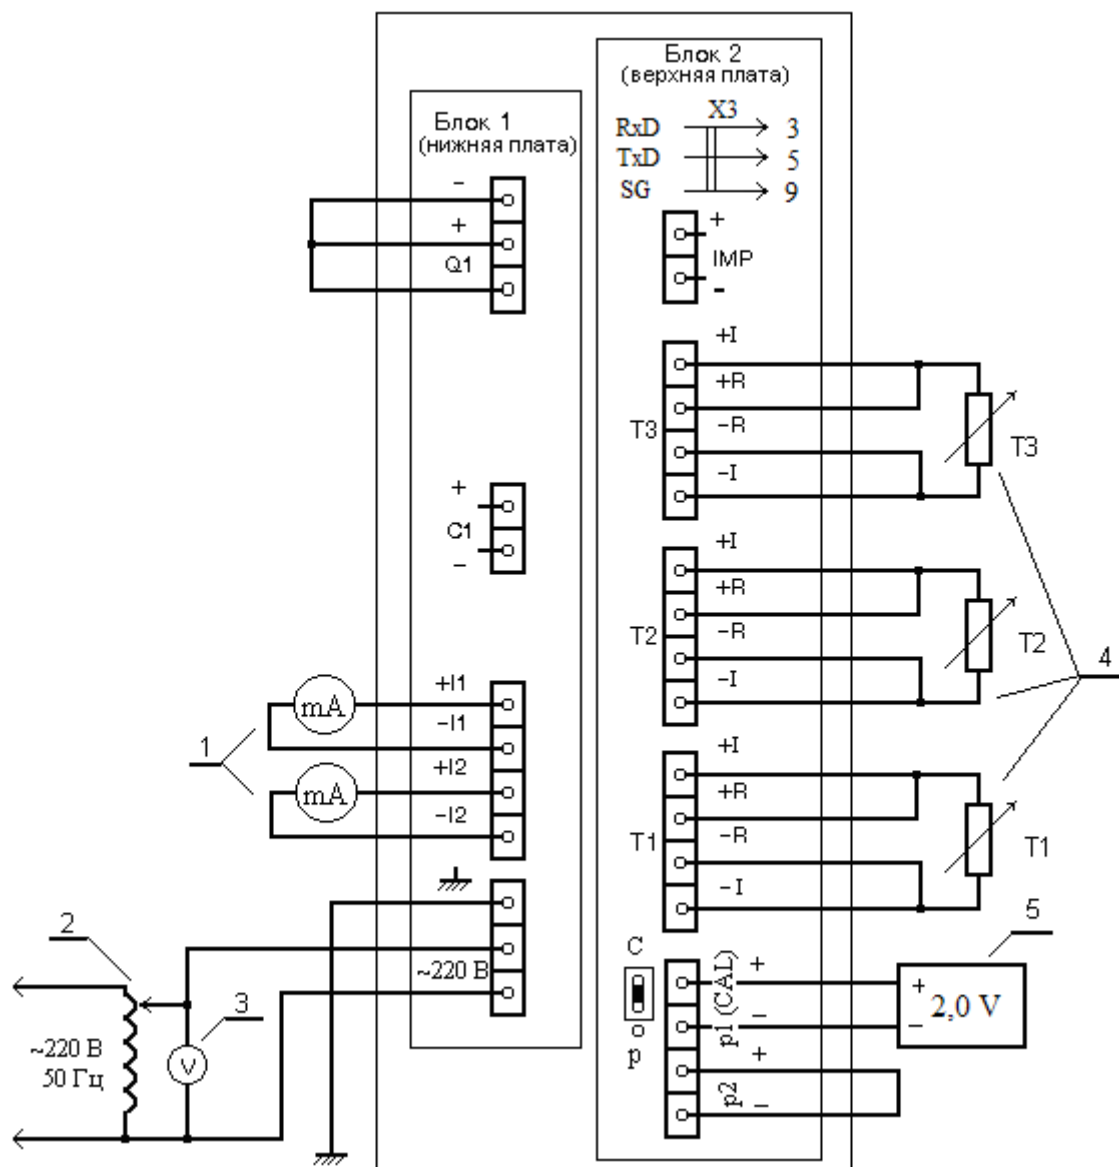 Блок 2
(верхняя плата)
X3
RxD 3
TxD 5
SG 9
+
IMP
-
Блок 1
(нижняя плата)
-
+
Q1
+
C1
-
+I1
-I1
+I2
-I2
~220 В
mA
mA
1
2
3
V
~220 В
50 Гц
+I
+R
-R
-I
T3
T3
+I
+R
-R
-I
T2
T2
4
+I
+R
-R
-I
T1
T1
5
C
p
p1 (CAL)
+
-
p2
+
-
+
2,0 V
-